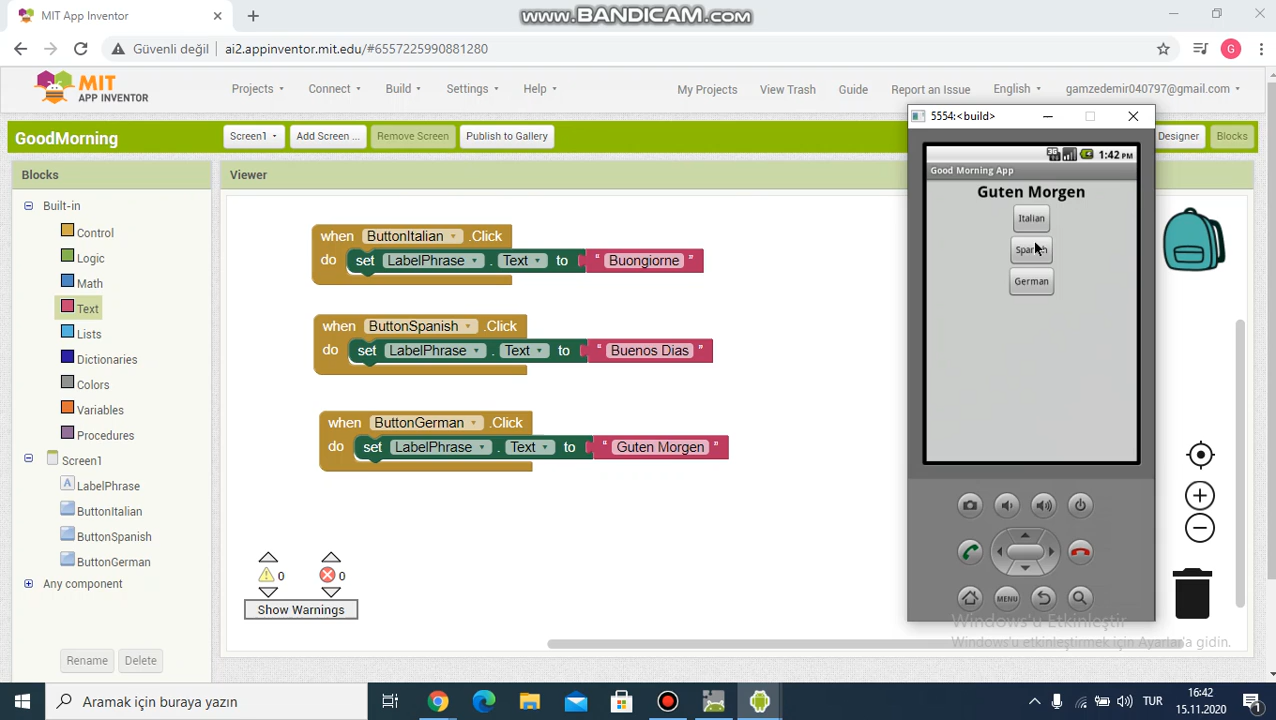 MIT App Inventor
www.BANDICAM.com
Güvenli değil
ai2.appinventor.mit.edu/#6557225990881280
G
MIT
APP INVENTOR
Projects
Connect
Build
Settings
Help
My Projects
View Trash
Guide
Report an Issue
English
gamzedemir040797@gmail.com
GoodMorning
Screen1
Add Screen ...
Remove Screen
Publish to Gallery
Designer
Blocks
Blocks
Built-in
Control
Logic
Math
Text
Lists
Dictionaries
Colors
Variables
Procedures
Screen1
LabelPhrase
ButtonItalian
ButtonSpanish
ButtonGerman
Any component
Rename
Delete
Viewer
when ButtonItalian .Click
do set LabelPhrase . Text to " Buongiorne "
when ButtonSpanish .Click
do set LabelPhrase . Text to " Buenos Dias "
when ButtonGerman .Click
do set LabelPhrase . Text to " Guten Morgen "
0
0
Show Warnings
5554:<build>
3G
1:42 PM
Good Morning App
Guten Morgen
Italian
Spanish
German
MENU
Windows'u Etkinleştir
Windows'u etkinleştirmek için Ayarlar'a gidin.
Aramak için buraya yazın
TUR
16:42
15.11.2020
1